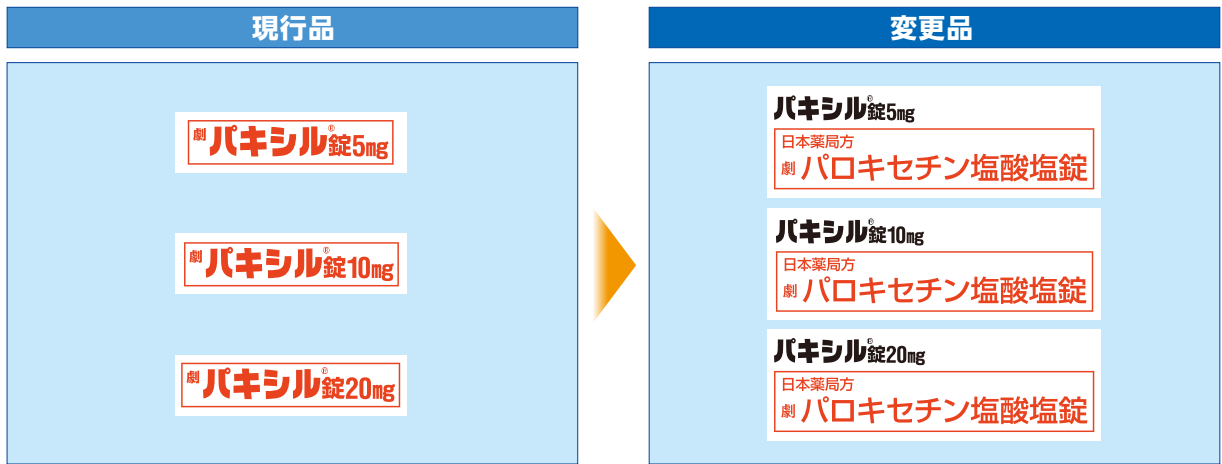 現行品
劇 パキシル®錠5mg
劇 パキシル®錠10mg
劇 パキシル®錠20mg
変更品
パキシル®錠5mg
日本薬局方
劇 パロキセチン塩酸塩錠
パキシル®錠10mg
日本薬局方
劇 パロキセチン塩酸塩錠
パキシル®錠20mg
日本薬局方
劇 パロキセチン塩酸塩錠